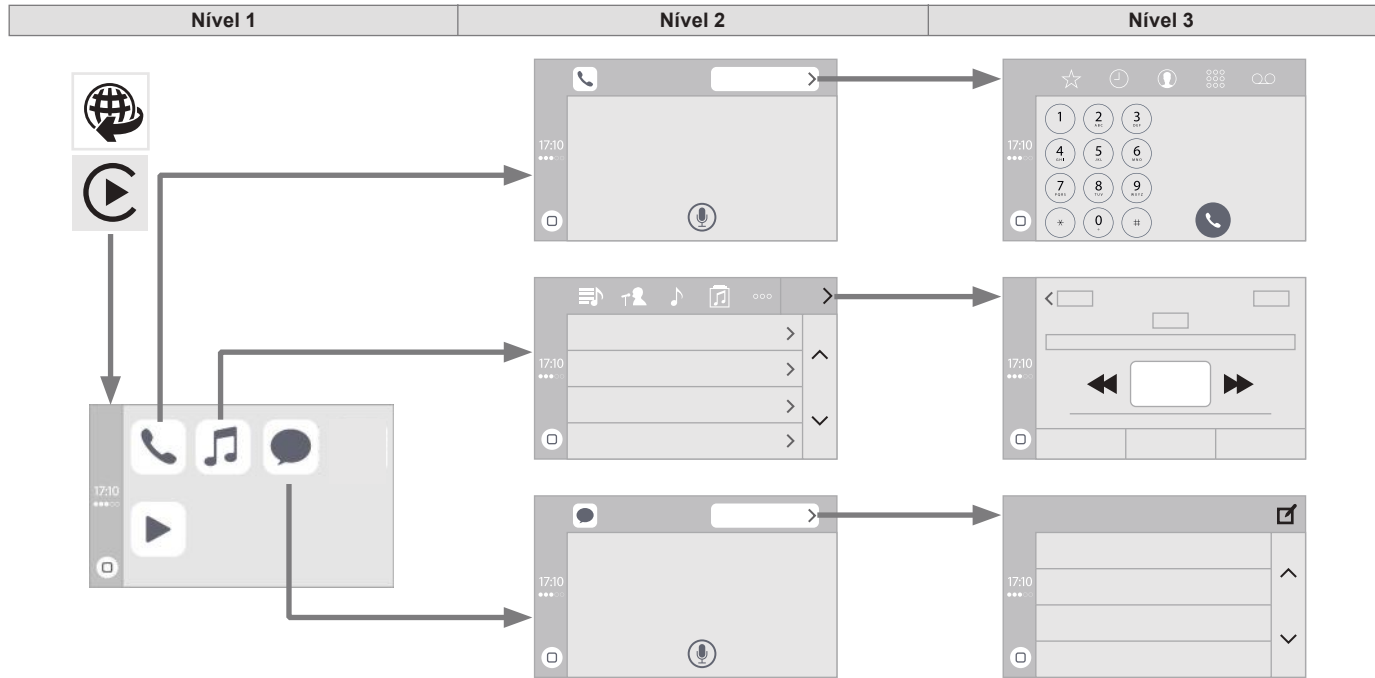 Nível 1
Nível 2
Nível 3
17:10
17:10
1 2 ABC 3 DEF
4 GHI 5 JKL 6 MNO
7 PQRS 8 TUV 9 WXYZ
* 0 + #
17:10
17:10
17:10
17:10
17:10